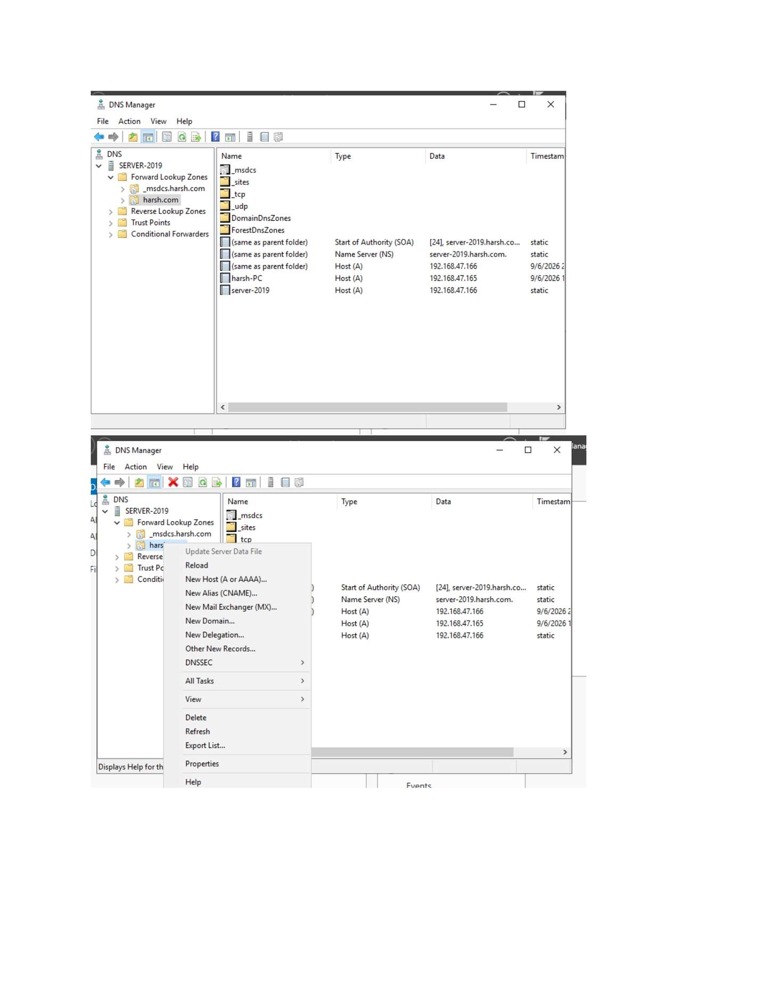 DNS Manager
File Action View Help
DNS
SERVER-2019
Forward Lookup Zones
_msdcs.harsh.com
harsh.com
Reverse Lookup Zones
Trust Points
Conditional Forwarders
Name Type Data Timestam
_msdcs
_sites
_tcp
_udp
DomainDnsZones
ForestDnsZones
(same as parent folder) Start of Authority (SOA) [24], server-2019.harsh.co... static
(same as parent folder) Name Server (NS) server-2019.harsh.com. static
(same as parent folder) Host (A) 192.168.47.166 9/6/2026 2
harsh-PC Host (A) 192.168.47.165 9/6/2026 1
server-2019 Host (A) 192.168.47.166 static
DNS Manager
File Action View Help
DNS
SERVER-2019
Forward Lookup Zones
_msdcs.harsh.com
hars
Reverse
Trust Po
Conditi
Name Type Data Timestam
_msdcs
_sites
_tcp
) Start of Authority (SOA) [24], server-2019.harsh.co... static
) Name Server (NS) server-2019.harsh.com. static
) Host (A) 192.168.47.166 9/6/2026 2
Host (A) 192.168.47.165 9/6/2026 1
Host (A) 192.168.47.166 static
Update Server Data File
Reload
New Host (A or AAAA)...
New Alias (CNAME)...
New Mail Exchanger (MX)...
New Domain...
New Delegation...
Other New Records...
DNSSEC
All Tasks
View
Delete
Refresh
Export List...
Properties
Help
Displays Help for th
Events